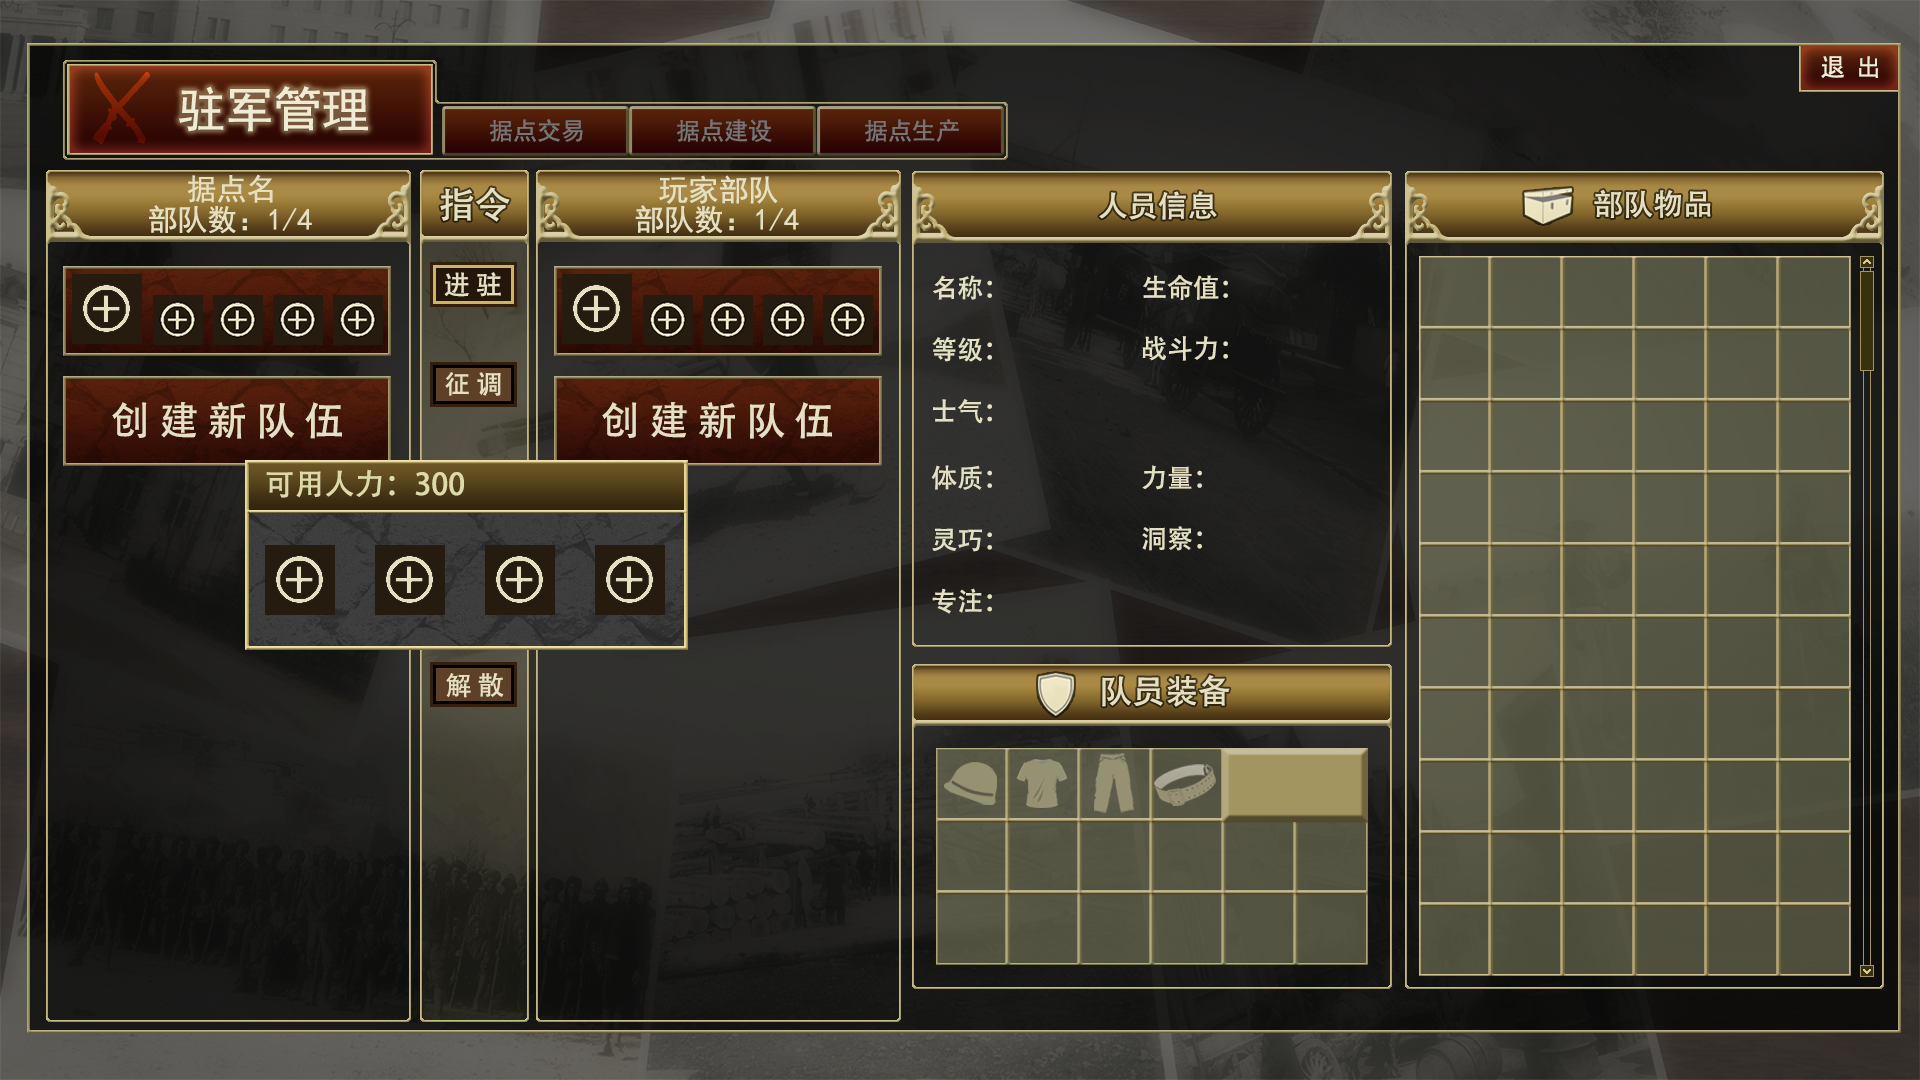 退 出
驻军管理
据点交易
据点建设
据点生产
据点名
部队数：1/4
指令
玩家部队
部队数：1/4
人员信息
部队物品
进 驻
征 调
创 建 新 队 伍
创 建 新 队 伍
可用人力：300
解 散
名称：
生命值：
等级：
战斗力：
士气：
体质：
力量：
灵巧：
洞察：
专注：
队员装备